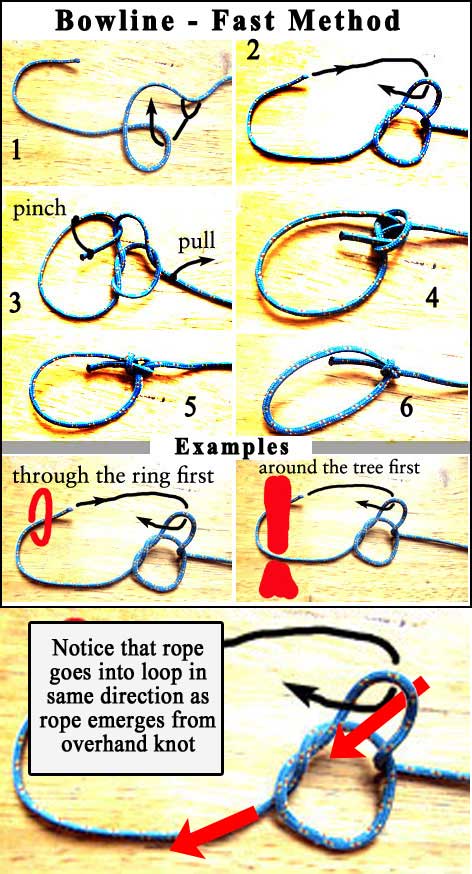 Bowline - Fast Method
1
2
pinch
pull
3
4
5
6
Examples
through the ring first
around the tree first
Notice that rope
goes into loop in
same direction as
rope emerges from
overhand knot